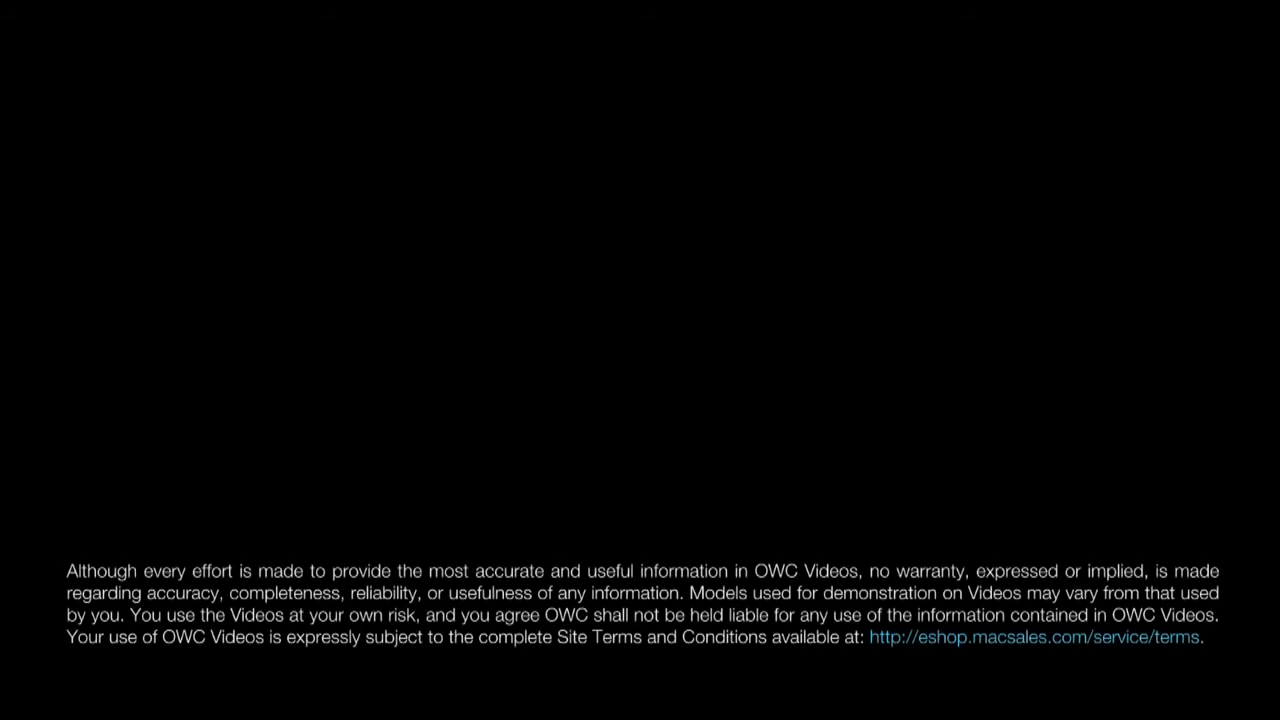 Although every effort is made to provide the most accurate and useful information in OWC Videos, no warranty, expressed or implied, is made
regarding accuracy, completeness, reliability, or usefulness of any information. Models used for demonstration on Videos may vary from that used
by you. You use the Videos at your own risk, and you agree OWC shall not be held liable for any use of the information contained in OWC Videos.
Your use of OWC Videos is expressly subject to the complete Site Terms and Conditions available at: http://eshop.macsales.com/service/terms.